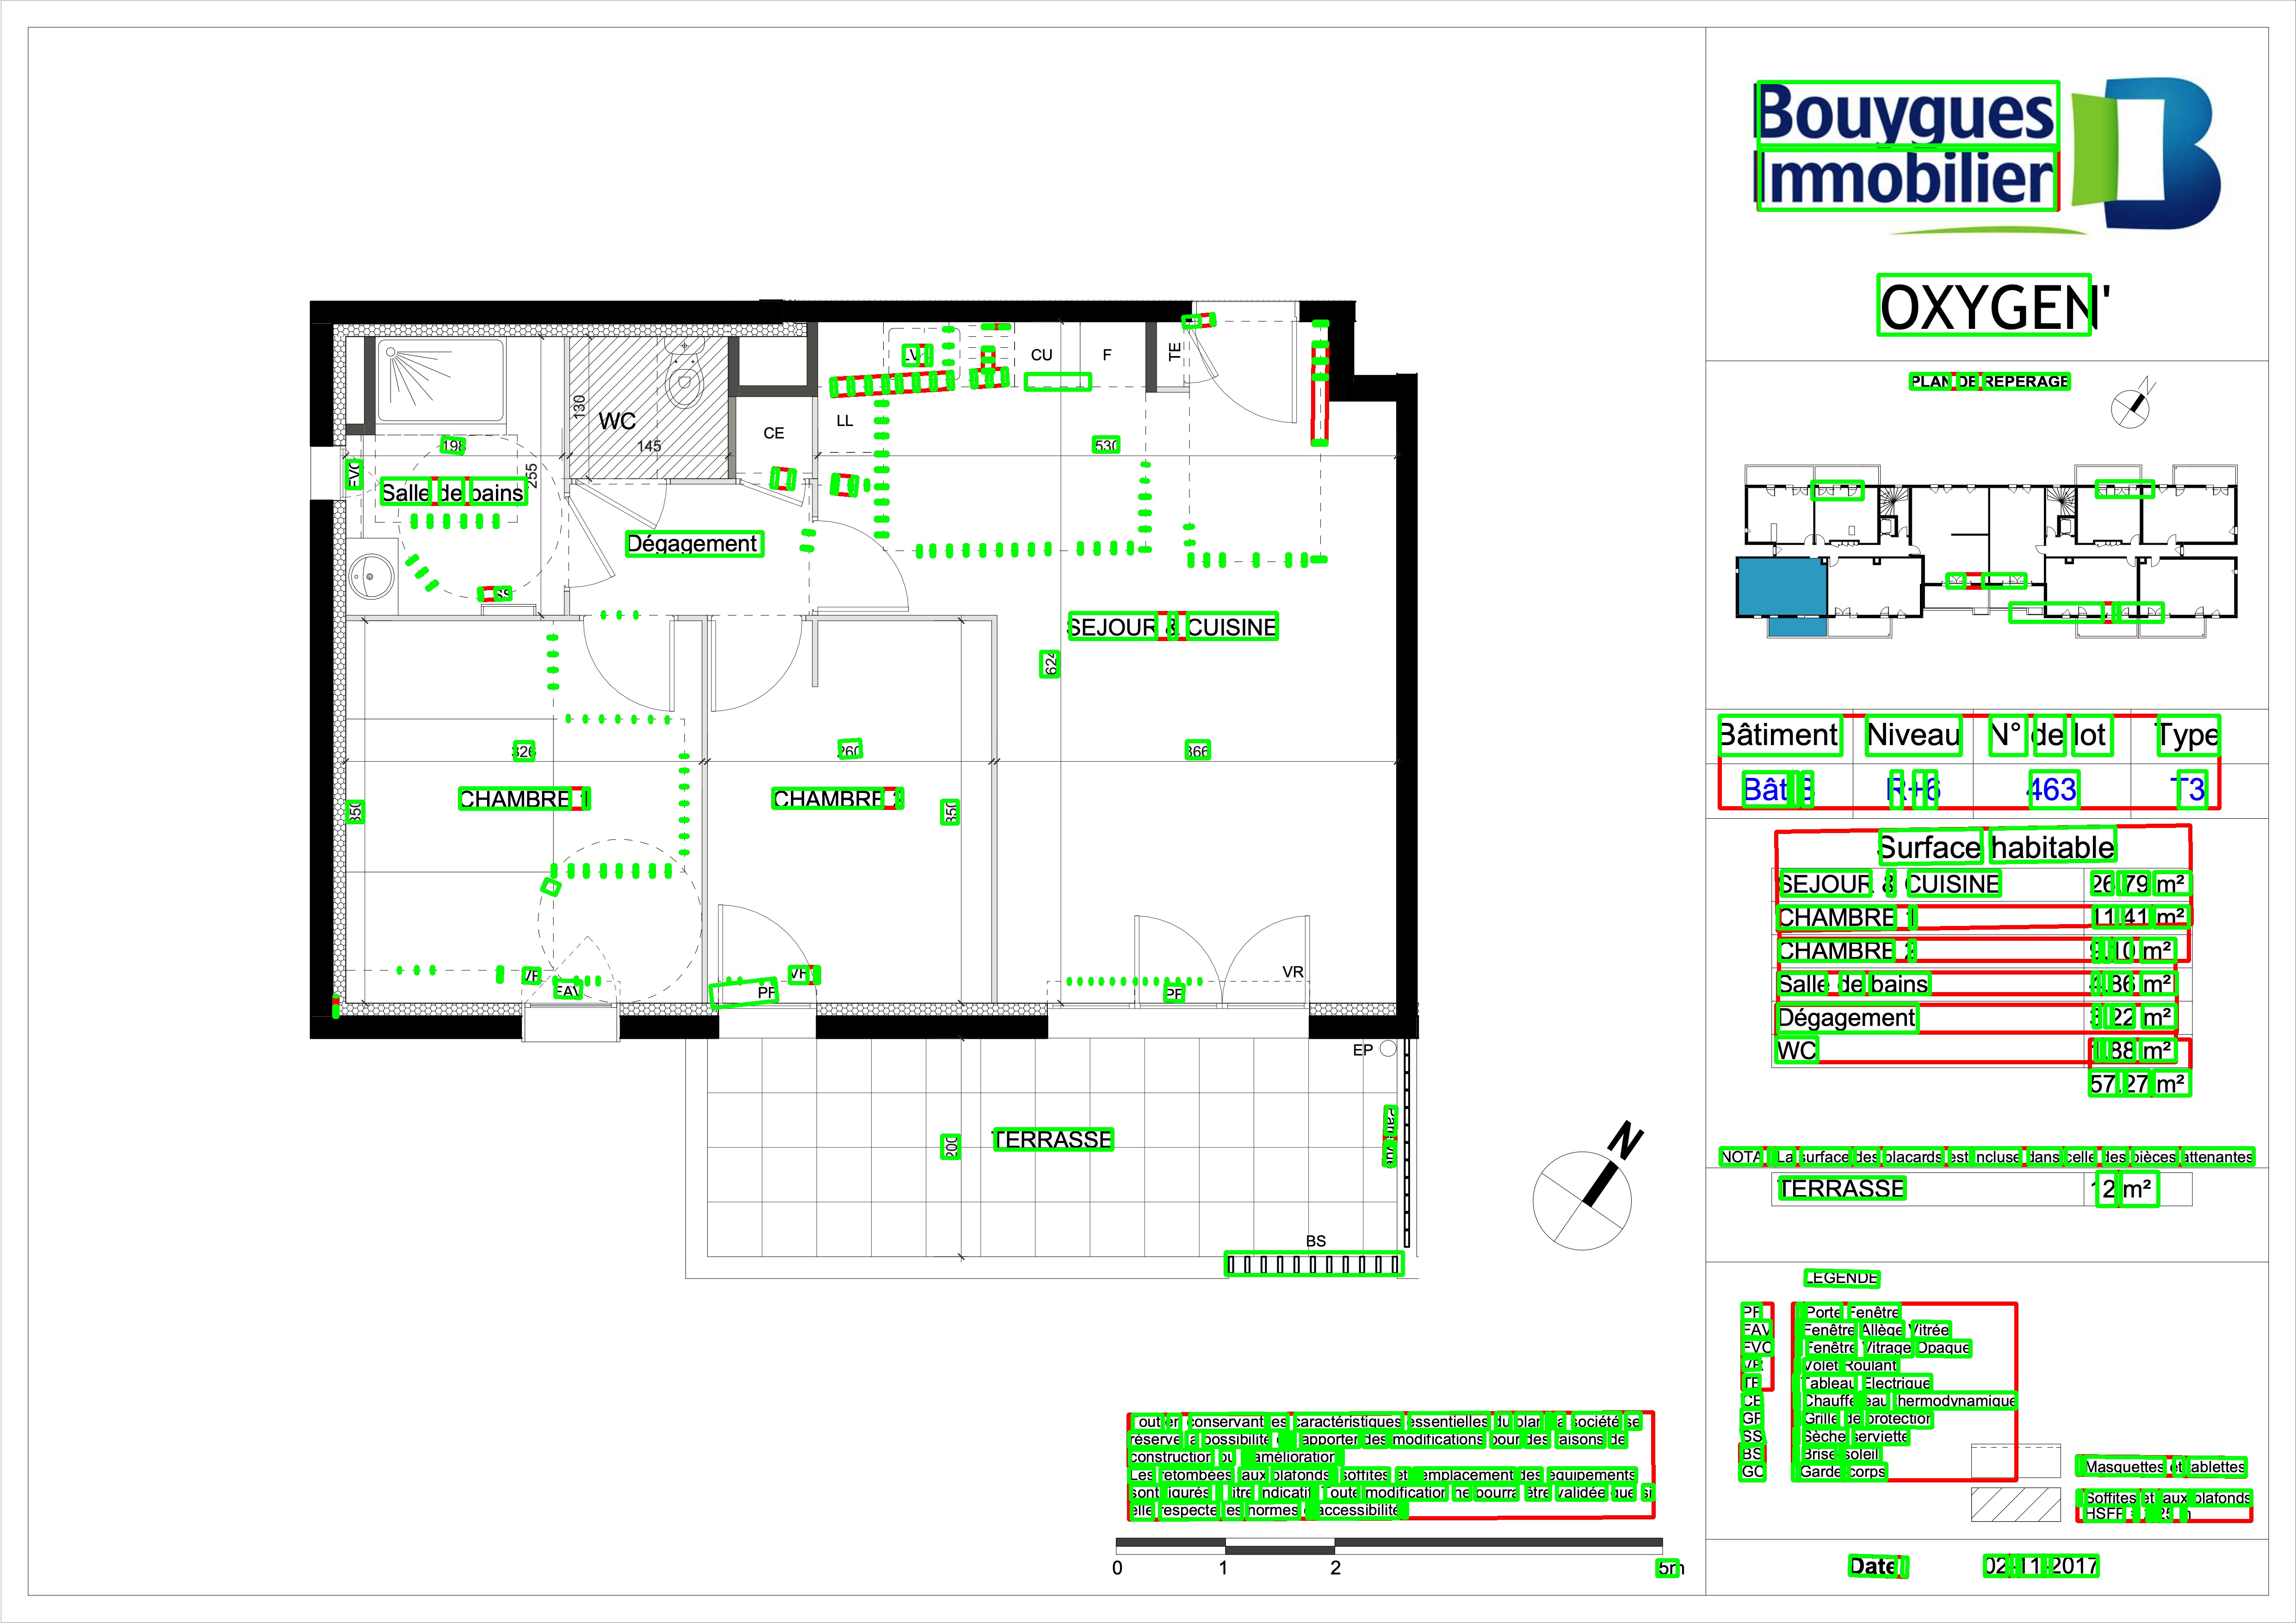 Bouygues
Immobilier
OXYGEN'
PLAN DE REPERAGE
N
Bâtiment Niveau N° de lot Type
Bât B R+6 463 T3
Surface habitable
SEJOUR & CUISINE 26.79 m²
CHAMBRE 1 11.41 m²
CHAMBRE 2 9.10 m²
Salle de bains 4.86 m²
Dégagement 3.22 m²
WC 1.88 m²
57.27 m²
NOTA : La surface des placards est incluse dans celle des pièces attenantes
TERRASSE 12 m²
LEGENDE
PF : Porte Fenêtre
FAV : Fenêtre Allège Vitrée
FVO : Fenêtre Vitrage Opaque
VR : Volet Roulant
TE : Tableau Electrique
CE : Chauffe eau thermodynamique
GP : Grille de protection
SS : Sèche serviette
BS : Brise soleil
GC : Garde corps
: Masquettes et tablettes
: Soffites et faux plafonds
Date :
02-11-2017
LV
CU
F
TE
130
WC
145
CE
LL
198
530
FVO
255
Salle de bains
Dégagement
SS
SEJOUR & CUISINE
624
326
260
366
CHAMBRE 1
CHAMBRE 2
350
350
VR
FAV
VR
PF
PF
VR
EP
TERRASSE
200
BS
N
Tout en conservant les caractéristiques essentielles du plan, la société se
réserve la possibilité d'apporter des modifications pour des raisons de
construction ou d'amélioration.
Les retombées, faux plafonds, soffites et emplacement des équipements
sont figurés à titre indicatif. Toute modification ne pourra être validée que si
elle respecte les normes d'accessibilité.
0 1 2 5m